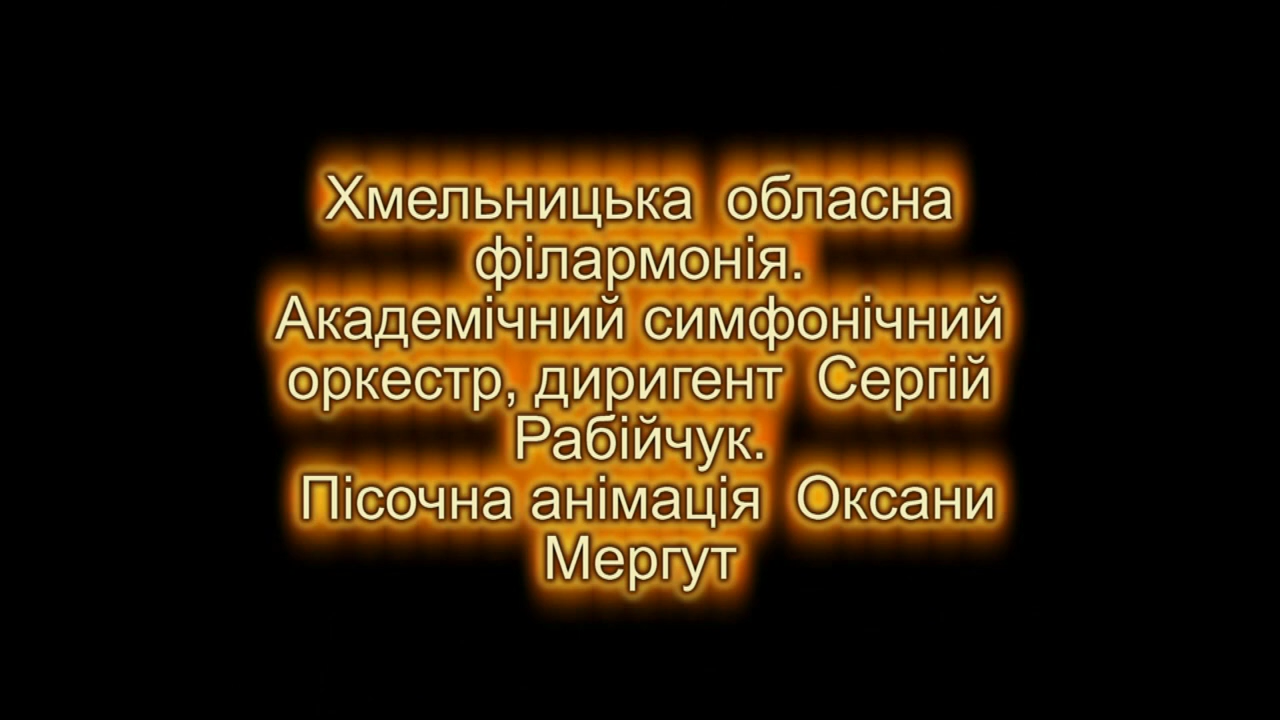 Хмельницька обласна
філармонія.
Академічний симфонічний
оркестр, диригент Сергій
Рабійчук.
Пісочна анімація Оксани
Мергут